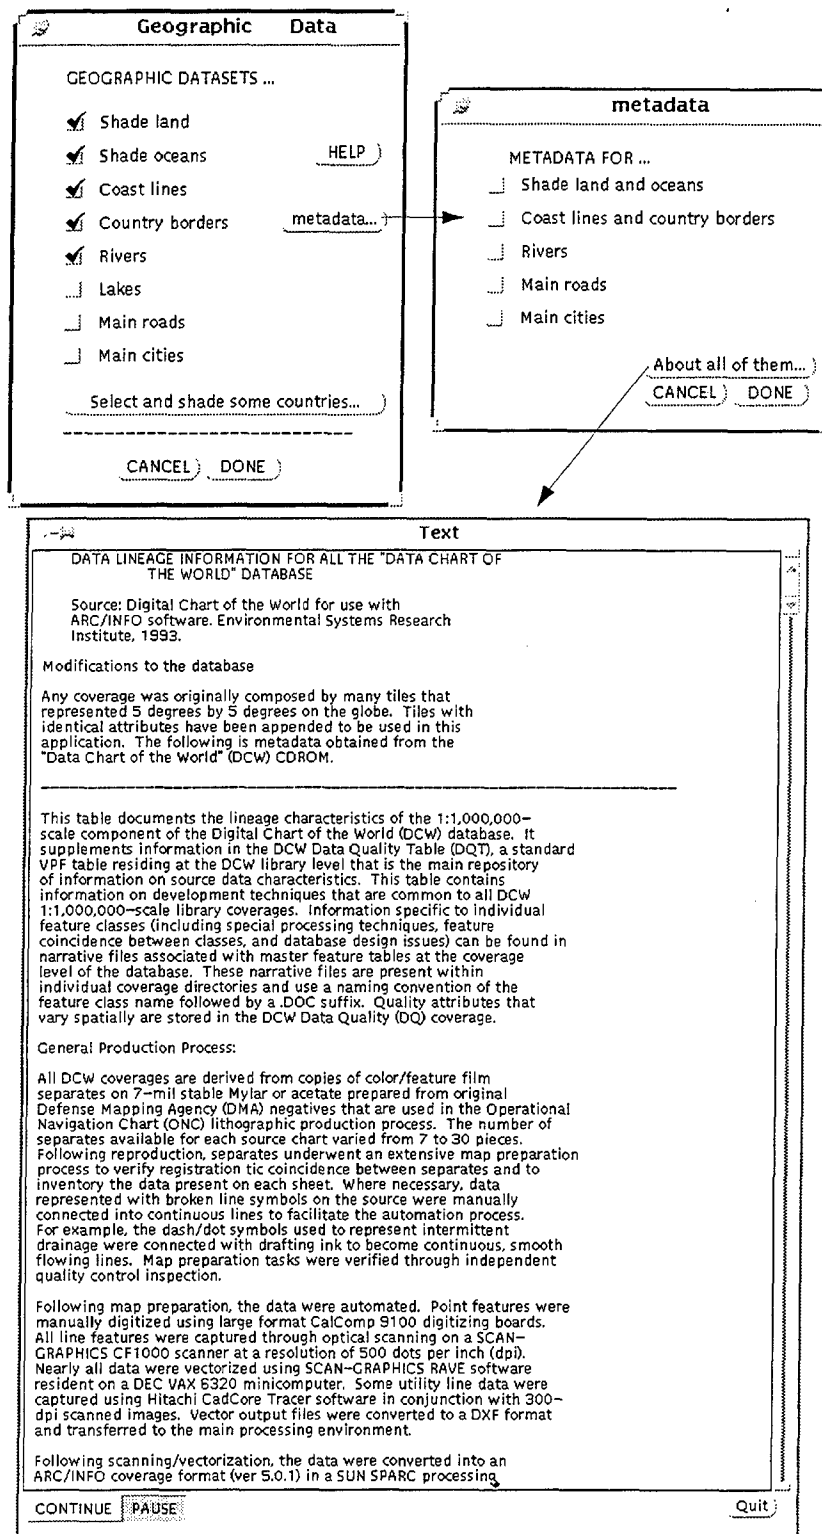 Geographic Data
GEOGRAPHIC DATASETS ...
Shade land
Shade oceans
HELP
Coast lines
Country borders
metadata...
Rivers
Lakes
Main roads
Main cities
Select and shade some countries...
CANCEL DONE
metadata
METADATA FOR ...
Shade land and oceans
Coast lines and country borders
Rivers
Main roads
Main cities
About all of them...
CANCEL DONE
Text
DATA LINEAGE INFORMATION FOR ALL THE "DATA CHART OF
THE WORLD" DATABASE
Source: Digital Chart of the World for use with
ARC/INFO software. Environmental Systems Research
Institute, 1993.
Modifications to the database
Any coverage was originally composed by many tiles that
represented 5 degrees by 5 degrees on the globe. Tiles with
identical attributes have been appended to be used in this
application. The following is metadata obtained from the
"Data Chart of the World" (DCW) CDROM.
This table documents the lineage characteristics of the 1:1,000,000-
scale component of the Digital Chart of the World (DCW) database. It
supplements information in the DCW Data Quality Table (DQT), a standard
VPF table residing at the DCW library level that is the main repository
of information on source data characteristics. This table contains
information on development techniques that are common to all DCW
1:1,000,000-scale library coverages. Information specific to individual
feature classes (including special processing techniques, feature
coincidence between classes, and database design issues) can be found in
narrative files associated with master feature tables at the coverage
level of the database. These narrative files are present within
individual coverage directories and use a naming convention of the
feature class name followed by a .DOC suffix. Quality attributes that
vary spatially are stored in the DCW Data Quality (DQ) coverage.
General Production Process:
All DCW coverages are derived from copies of color/feature film
separates on 7-mil stable Mylar or acetate prepared from original
Defense Mapping Agency (DMA) negatives that are used in the Operational
Navigation Chart (ONC) lithographic production process. The number of
separates available for each source chart varied from 7 to 30 pieces.
Following reproduction, separates underwent an extensive map preparation
process to verify registration tic coincidence between separates and to
inventory the data present on each sheet. Where necessary, data
represented with broken line symbols on the source were manually
connected into continuous lines to facilitate the automation process.
For example, the dash/dot symbols used to represent intermittent
drainage were connected with drafting ink to become continuous, smooth
flowing lines. Map preparation tasks were verified through independent
quality control inspection.
Following map preparation, the data were automated. Point features were
manually digitized using large format CalComp 9100 digitizing boards.
All line features were captured through optical scanning on a SCAN-
GRAPHICS CF1000 scanner at a resolution of 500 dots per inch (dpi).
Nearly all data were vectorized using SCAN-GRAPHICS RAVE software
resident on a DEC VAX 6320 minicomputer. Some utility line data were
captured using Hitachi CadCore Tracer software in conjunction with 300-
dpi scanned images. Vector output files were converted to a DXF format
and transferred to the main processing environment.
Following scanning/vectorization, the data were converted into an
ARC/INFO coverage format (ver 5.0.1) in a SUN SPARC processing
CONTINUE PAUSE
Quit